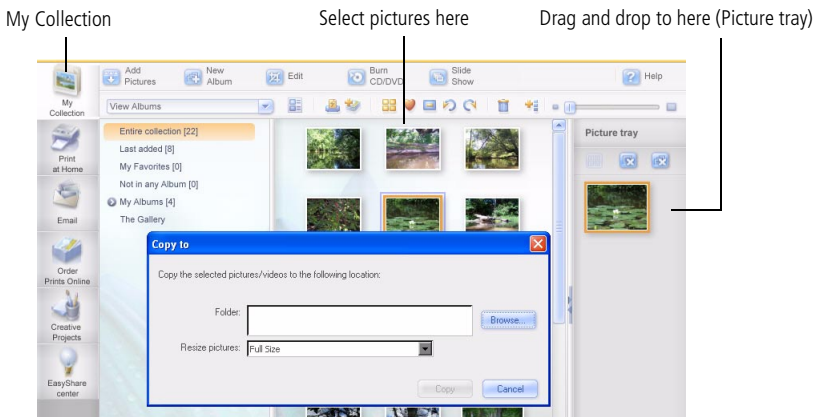 My Collection
Select pictures here
Drag and drop to here (Picture tray)
Add Pictures
New Album
Edit
Burn CD/DVD
Slide Show
Help
My Collection
View Albums
Entire collection [22]
Last added [8]
My Favorites [0]
Not in any Album [0]
My Albums [4]
The Gallery
Picture tray
Print at Home
Email
Order Prints Online
Creative Projects
EasyShare center
Copy to
Copy the selected pictures/videos to the following location:
Folder:
Browse...
Resize pictures:
Full Size
Copy
Cancel